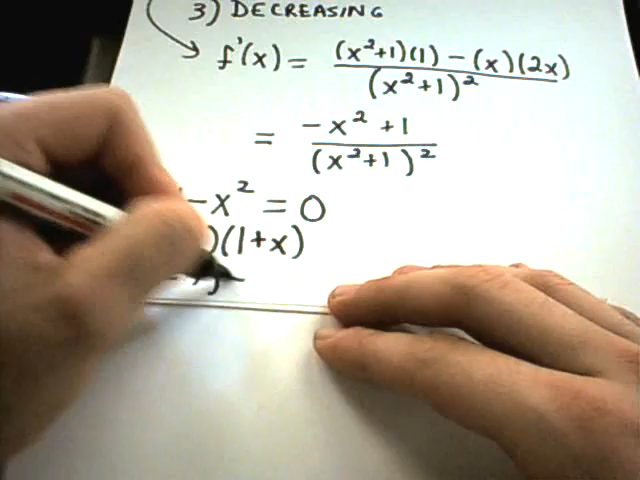 3) DECREASING
f'(x) = (x²+1)(1) - (x)(2x) / (x²+1)²
= -x² + 1 / (x²+1)²
-x² = 0
)(1+x)